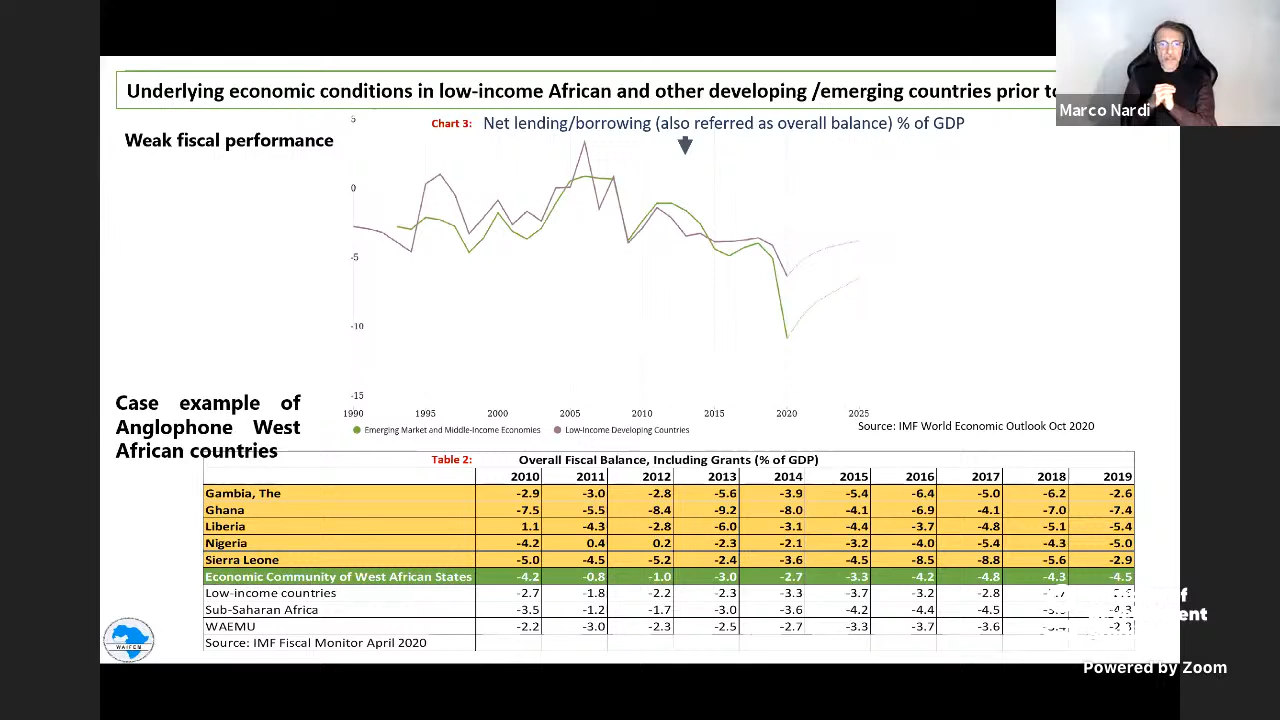 Underlying economic conditions in low-income African and other developing /emerging countries prior to
Marco Nardi
Weak fiscal performance
Chart 3: Net lending/borrowing (also referred as overall balance) % of GDP
5
0
-5
-10
-15
1990 1995 2000 2005 2010 2015 2020 2025
Emerging Market and Middle-Income Economies Low-Income Developing Countries
Source: IMF World Economic Outlook Oct 2020
Case example of
Anglophone West
African countries
Table 2: Overall Fiscal Balance, Including Grants (% of GDP)
2010 2011 2012 2013 2014 2015 2016 2017 2018 2019
Gambia, The -2.9 -3.0 -2.8 -5.6 -3.9 -5.4 -6.4 -5.0 -6.2 -2.6
Ghana -7.5 -5.5 -8.4 -9.2 -8.0 -4.1 -6.9 -4.1 -7.0 -7.4
Liberia 1.1 -4.3 -2.8 -6.0 -3.1 -4.4 -3.7 -4.8 -5.1 -5.4
Nigeria -4.2 0.4 0.2 -2.3 -2.1 -3.2 -4.0 -5.4 -4.3 -5.0
Sierra Leone -5.0 -4.5 -5.2 -2.4 -3.6 -4.5 -8.5 -8.8 -5.6 -2.9
Economic Community of West African States -4.2 -0.8 -1.0 -3.0 -2.7 -3.3 -4.2 -4.8 -4.3 -4.5
Low-income countries -2.7 -1.8 -2.2 -2.3 -3.3 -3.7 -3.2 -2.8
Sub-Saharan Africa -3.5 -1.2 -1.7 -3.0 -3.6 -4.2 -4.4 -4.5
WAEMU -2.2 -3.0 -2.3 -2.5 -2.7 -3.3 -3.7 -3.6
Source: IMF Fiscal Monitor April 2020
WAIFEM
Powered by Zoom